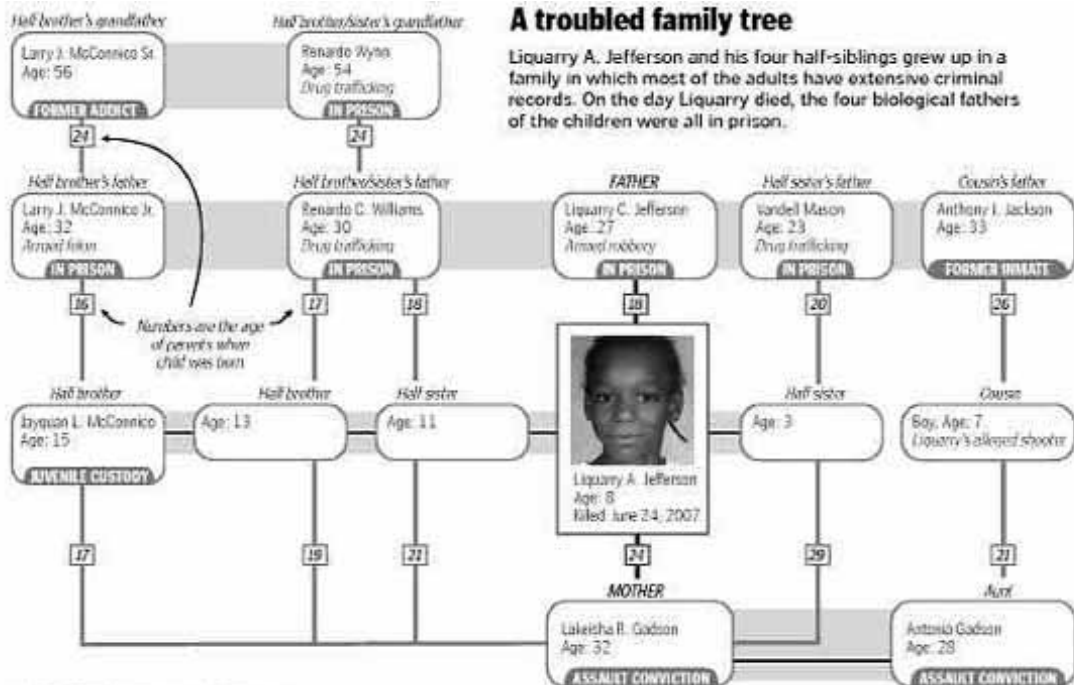 A troubled family tree
Liquarry A. Jefferson and his four half-siblings grew up in a
family in which most of the adults have extensive criminal
records. On the day Liquarry died, the four biological fathers
of the children were all in prison.
Half brother's grandfather
Larry J. McConnico Sr.
Age: 56
FORMER ADDICT
24
Half brother/sister's grandfather
Renardo Wynn
Age: 54
Drug trafficking
IN PRISON
24
Half brother's father
Larry J. McConnico Jr.
Age: 32
Armed felon
IN PRISON
16
Half brother/sister's father
Renardo C. Williams
Age: 30
Drug trafficking
IN PRISON
17
18
FATHER
Liquarry C. Jefferson
Age: 27
Armed robbery
IN PRISON
18
Half sister's father
Vandell Mason
Age: 23
Drug trafficking
IN PRISON
20
Cousin's father
Anthony J. Jackson
Age: 33
FORMER INMATE
26
Numbers are the age
of parents when
child was born
Half brother
Jayquan L. McConnico
Age: 15
JUVENILE CUSTODY
Half brother
Age: 13
Half sister
Age: 11
Liquarry A. Jefferson
Age: 8
Killed June 24, 2007
Half sister
Age: 3
Cousin
Boy, Age: 7
Liquarry's alleged shooter
17
19
21
24
29
21
MOTHER
Lakeisha R. Gadson
Age: 32
ASSAULT CONVICTION
Aunt
Antonia Gadson
Age: 28
ASSAULT CONVICTION